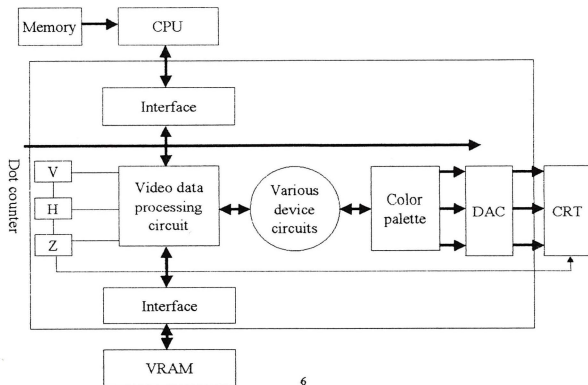 Memory
CPU
Interface
Dot counter
V
H
Z
Video data
processing
circuit
Various
device
circuits
Color
palette
DAC
CRT
Interface
VRAM
6